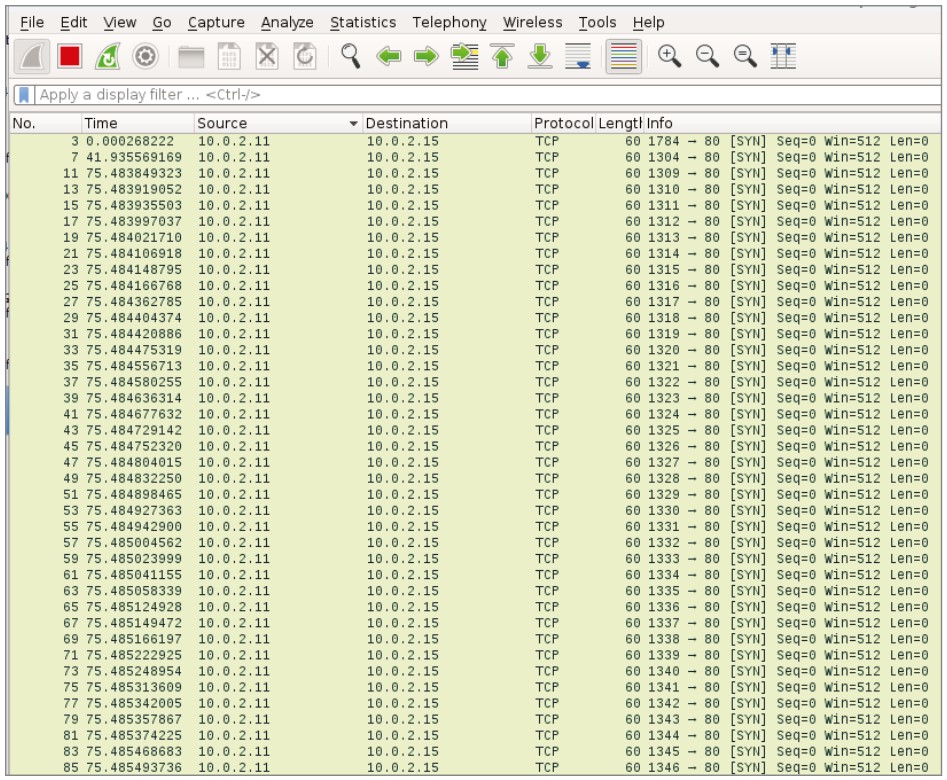 File Edit View Go Capture Analyze Statistics Telephony Wireless Tools Help
Apply a display filter ... <Ctrl-/>
No. Time Source Destination Protocol Length Info
3 0.000268222 10.0.2.11 10.0.2.15 TCP 60 1784 → 80 [SYN] Seq=0 Win=512 Len=0
7 41.935569169 10.0.2.11 10.0.2.15 TCP 60 1304 → 80 [SYN] Seq=0 Win=512 Len=0
11 75.483849323 10.0.2.11 10.0.2.15 TCP 60 1309 → 80 [SYN] Seq=0 Win=512 Len=0
13 75.483919052 10.0.2.11 10.0.2.15 TCP 60 1310 → 80 [SYN] Seq=0 Win=512 Len=0
15 75.483935503 10.0.2.11 10.0.2.15 TCP 60 1311 → 80 [SYN] Seq=0 Win=512 Len=0
17 75.483997037 10.0.2.11 10.0.2.15 TCP 60 1312 → 80 [SYN] Seq=0 Win=512 Len=0
19 75.484021710 10.0.2.11 10.0.2.15 TCP 60 1313 → 80 [SYN] Seq=0 Win=512 Len=0
21 75.484106918 10.0.2.11 10.0.2.15 TCP 60 1314 → 80 [SYN] Seq=0 Win=512 Len=0
23 75.484148795 10.0.2.11 10.0.2.15 TCP 60 1315 → 80 [SYN] Seq=0 Win=512 Len=0
25 75.484166768 10.0.2.11 10.0.2.15 TCP 60 1316 → 80 [SYN] Seq=0 Win=512 Len=0
27 75.484362785 10.0.2.11 10.0.2.15 TCP 60 1317 → 80 [SYN] Seq=0 Win=512 Len=0
29 75.484404374 10.0.2.11 10.0.2.15 TCP 60 1318 → 80 [SYN] Seq=0 Win=512 Len=0
31 75.484420886 10.0.2.11 10.0.2.15 TCP 60 1319 → 80 [SYN] Seq=0 Win=512 Len=0
33 75.484475319 10.0.2.11 10.0.2.15 TCP 60 1320 → 80 [SYN] Seq=0 Win=512 Len=0
35 75.484556713 10.0.2.11 10.0.2.15 TCP 60 1321 → 80 [SYN] Seq=0 Win=512 Len=0
37 75.484580255 10.0.2.11 10.0.2.15 TCP 60 1322 → 80 [SYN] Seq=0 Win=512 Len=0
39 75.484636314 10.0.2.11 10.0.2.15 TCP 60 1323 → 80 [SYN] Seq=0 Win=512 Len=0
41 75.484677632 10.0.2.11 10.0.2.15 TCP 60 1324 → 80 [SYN] Seq=0 Win=512 Len=0
43 75.484729142 10.0.2.11 10.0.2.15 TCP 60 1325 → 80 [SYN] Seq=0 Win=512 Len=0
45 75.484752320 10.0.2.11 10.0.2.15 TCP 60 1326 → 80 [SYN] Seq=0 Win=512 Len=0
47 75.484804015 10.0.2.11 10.0.2.15 TCP 60 1327 → 80 [SYN] Seq=0 Win=512 Len=0
49 75.484832250 10.0.2.11 10.0.2.15 TCP 60 1328 → 80 [SYN] Seq=0 Win=512 Len=0
51 75.484898465 10.0.2.11 10.0.2.15 TCP 60 1329 → 80 [SYN] Seq=0 Win=512 Len=0
53 75.484927363 10.0.2.11 10.0.2.15 TCP 60 1330 → 80 [SYN] Seq=0 Win=512 Len=0
55 75.484942900 10.0.2.11 10.0.2.15 TCP 60 1331 → 80 [SYN] Seq=0 Win=512 Len=0
57 75.485004562 10.0.2.11 10.0.2.15 TCP 60 1332 → 80 [SYN] Seq=0 Win=512 Len=0
59 75.485023999 10.0.2.11 10.0.2.15 TCP 60 1333 → 80 [SYN] Seq=0 Win=512 Len=0
61 75.485041155 10.0.2.11 10.0.2.15 TCP 60 1334 → 80 [SYN] Seq=0 Win=512 Len=0
63 75.485058339 10.0.2.11 10.0.2.15 TCP 60 1335 → 80 [SYN] Seq=0 Win=512 Len=0
65 75.485124928 10.0.2.11 10.0.2.15 TCP 60 1336 → 80 [SYN] Seq=0 Win=512 Len=0
67 75.485149472 10.0.2.11 10.0.2.15 TCP 60 1337 → 80 [SYN] Seq=0 Win=512 Len=0
69 75.485166197 10.0.2.11 10.0.2.15 TCP 60 1338 → 80 [SYN] Seq=0 Win=512 Len=0
71 75.485222925 10.0.2.11 10.0.2.15 TCP 60 1339 → 80 [SYN] Seq=0 Win=512 Len=0
73 75.485248954 10.0.2.11 10.0.2.15 TCP 60 1340 → 80 [SYN] Seq=0 Win=512 Len=0
75 75.485313609 10.0.2.11 10.0.2.15 TCP 60 1341 → 80 [SYN] Seq=0 Win=512 Len=0
77 75.485342005 10.0.2.11 10.0.2.15 TCP 60 1342 → 80 [SYN] Seq=0 Win=512 Len=0
79 75.485357867 10.0.2.11 10.0.2.15 TCP 60 1343 → 80 [SYN] Seq=0 Win=512 Len=0
81 75.485374225 10.0.2.11 10.0.2.15 TCP 60 1344 → 80 [SYN] Seq=0 Win=512 Len=0
83 75.485468683 10.0.2.11 10.0.2.15 TCP 60 1345 → 80 [SYN] Seq=0 Win=512 Len=0
85 75.485493736 10.0.2.11 10.0.2.15 TCP 60 1346 → 80 [SYN] Seq=0 Win=512 Len=0